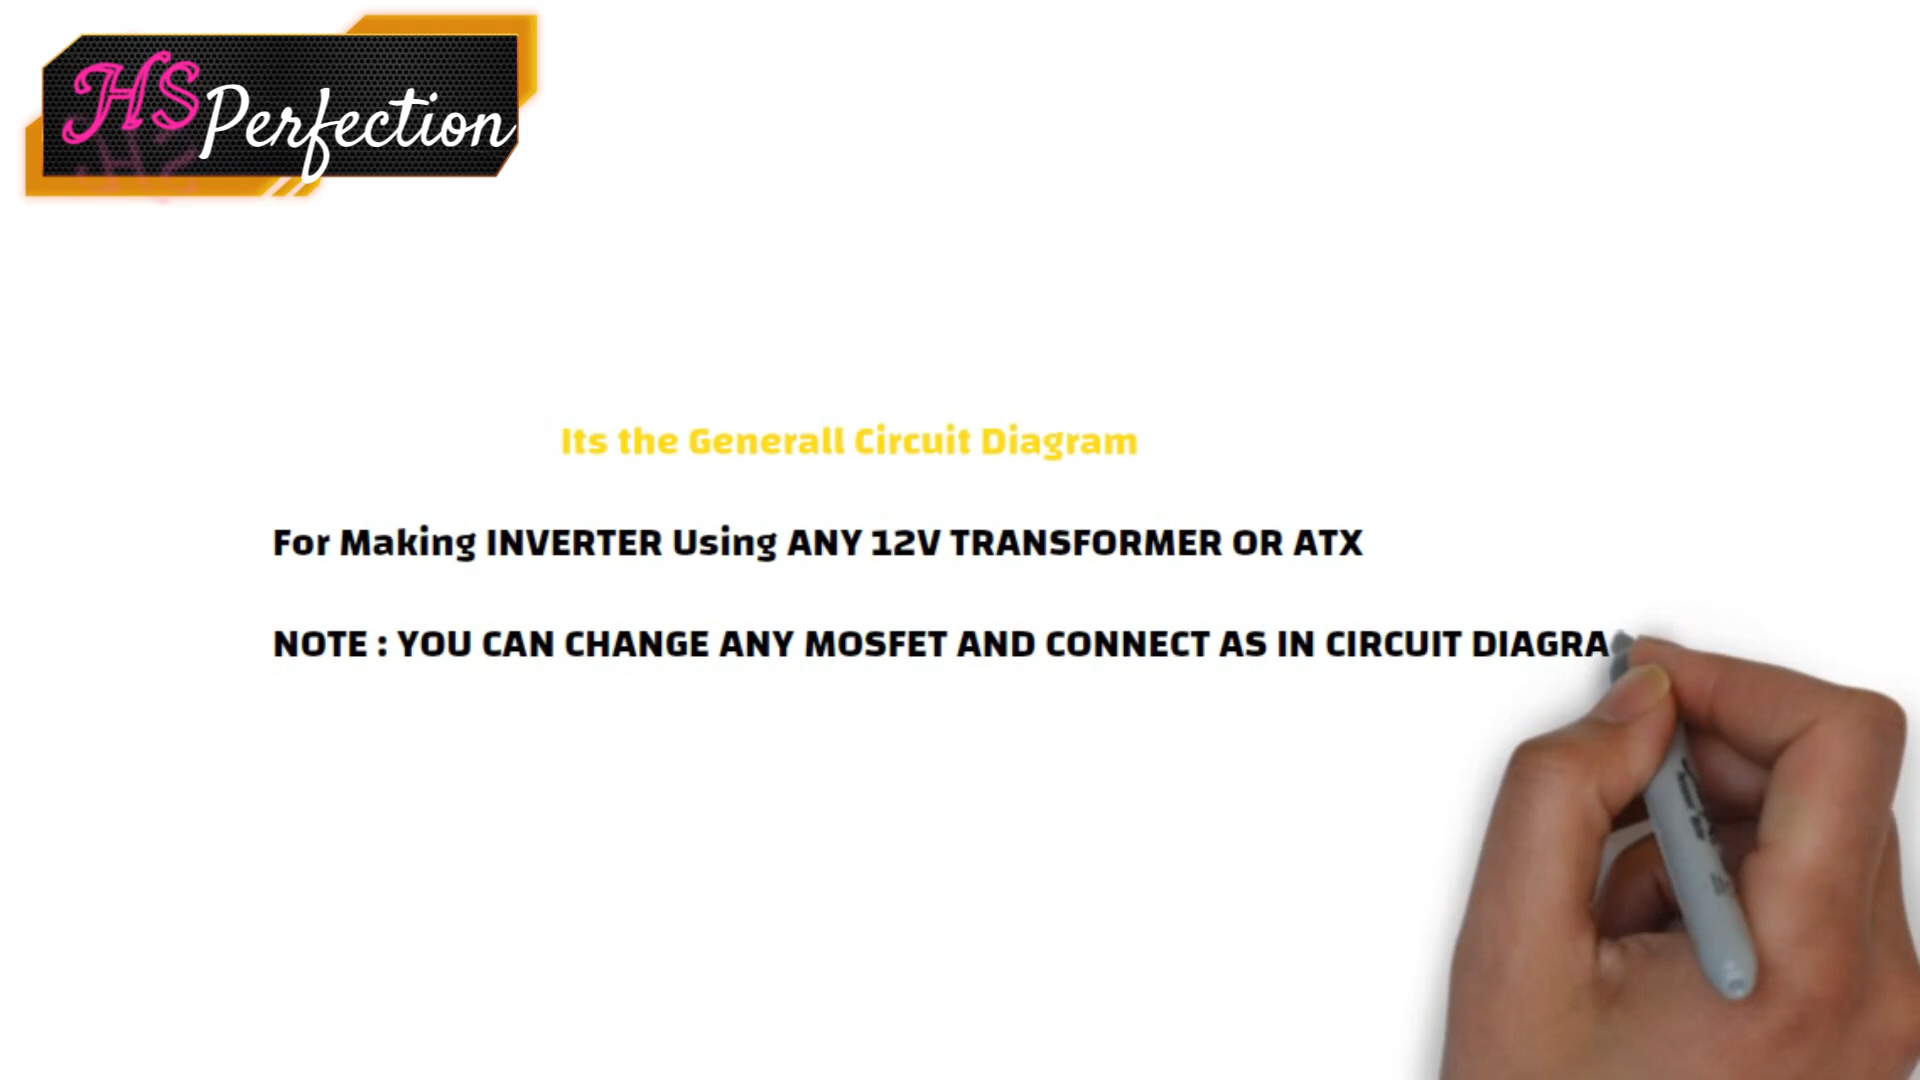 HS Perfection
Its the Generall Circuit Diagram
For Making INVERTER Using ANY 12V TRANSFORMER OR ATX
NOTE : YOU CAN CHANGE ANY MOSFET AND CONNECT AS IN CIRCUIT DIAGRA